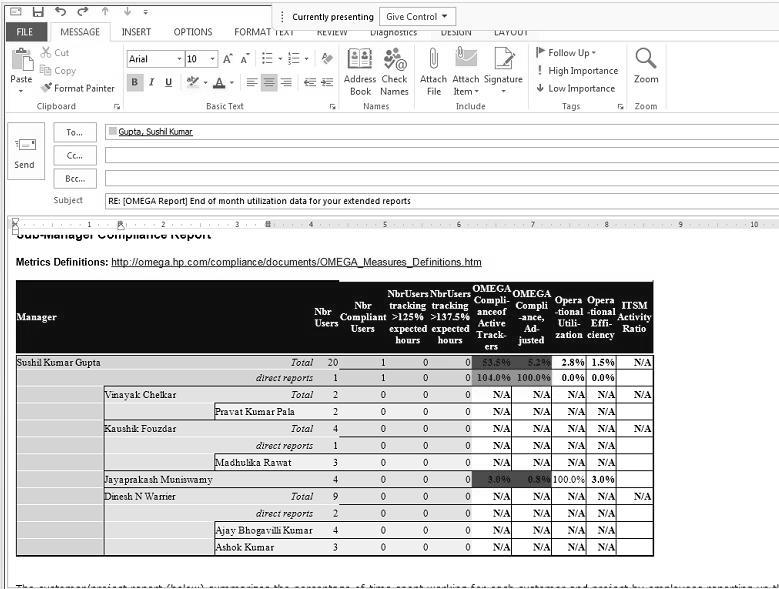 Currently presenting Give Control
FILE MESSAGE INSERT OPTIONS FORMAT TEXT REVIEW Diagnostics DESIGN LAYOUT
Cut
Copy
Format Painter
Paste
Clipboard
Arial 10
B I U
Basic Text
Address Book
Check Names
Names
Attach File
Attach Item
Signature
Include
Follow Up
! High Importance
Low Importance
Tags
Zoom
Zoom
Send
To... Gupta, Sushil Kumar
Cc...
Bcc...
Subject RE: [OMEGA Report] End of month utilization data for your extended reports
1 2 3 4 5 6 7 8 9 10
Sub-Manager Compliance Report
Metrics Definitions: http://omega.hp.com/compliance/documents/OMEGA_Measures_Definitions.htm
Manager
Nbr Users
Nbr Compliant Users
NbrUsers tracking >125% expected hours
NbrUsers tracking >137.5% expected hours
OMEGA Compli-anceof Active Track-ers
OMEGA Compli-ance, Ad-justed
Opera-tional Utili-zation
Opera-tional Effi-ciency
ITSM Activity Ratio
Sushil Kumar Gupta Total 20 1 0 0 53.5% 5.2% 2.8% 1.5% N/A
direct reports 1 1 0 0 104.0% 100.0% 0.0% 0.0%
Vinayak Chelkar Total 2 0 0 0 N/A N/A N/A N/A N/A
Pravat Kumar Pala 2 0 0 0 N/A N/A N/A N/A
Kaushik Fouzdar Total 4 0 0 0 N/A N/A N/A N/A N/A
direct reports 1 0 0 0 N/A N/A N/A N/A
Madhulika Rawat 3 0 0 0 N/A N/A N/A N/A
Jayaprakash Muniswamy 4 0 0 0 3.0% 0.8% 100.0% 3.0%
Dinesh N Warrier Total 9 0 0 0 N/A N/A N/A N/A N/A
direct reports 2 0 0 0 N/A N/A N/A N/A
Ajay Bhogavilli Kumar 4 0 0 0 N/A N/A N/A N/A
Ashok Kumar 3 0 0 0 N/A N/A N/A N/A
The customer/project report (below) summarizes the percentage of time spent working for each customer and project by employees reporting up